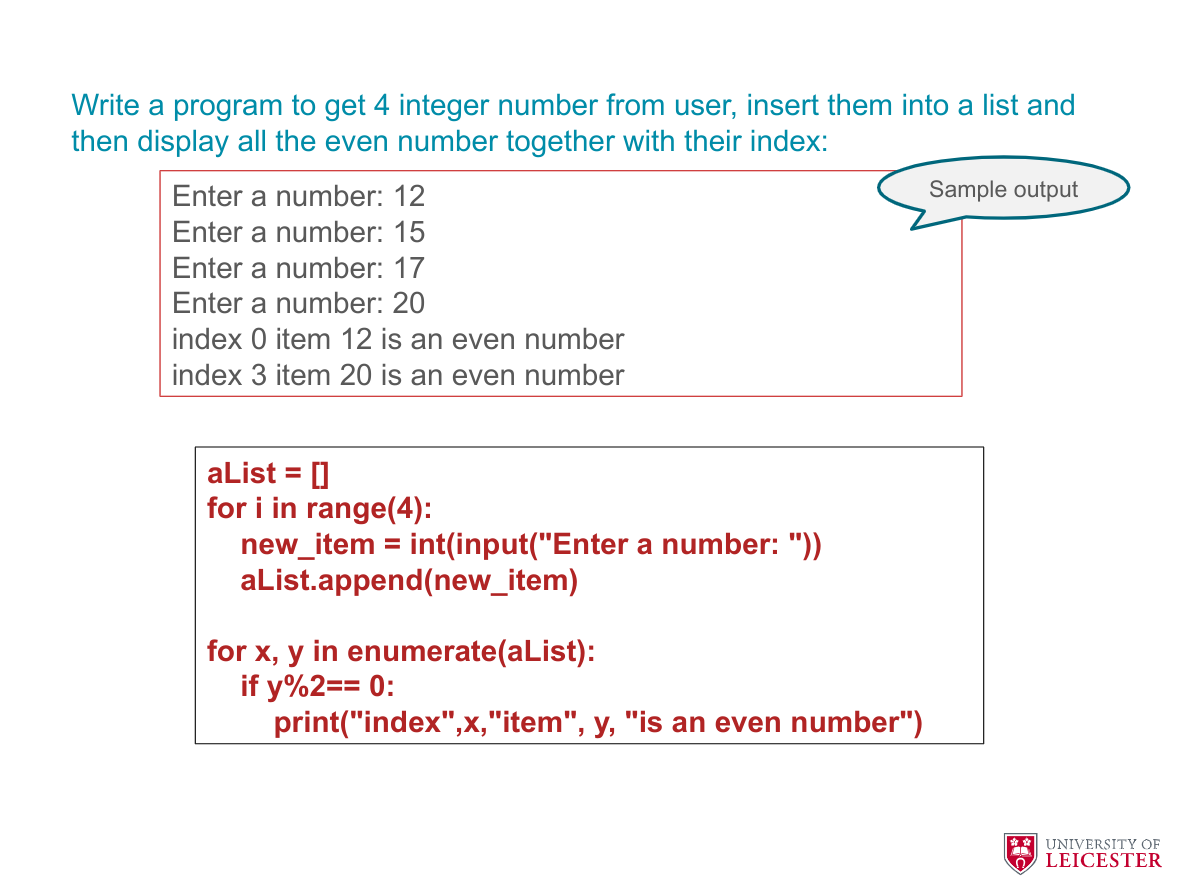 Write a program to get 4 integer number from user, insert them into a list and
then display all the even number together with their index:
Sample output
Enter a number: 12
Enter a number: 15
Enter a number: 17
Enter a number: 20
index 0 item 12 is an even number
index 3 item 20 is an even number
aList = []
for i in range(4):
    new_item = int(input("Enter a number: "))
    aList.append(new_item)
for x, y in enumerate(aList):
    if y%2== 0:
        print("index",x,"item", y, "is an even number")
UNIVERSITY OF
LEICESTER